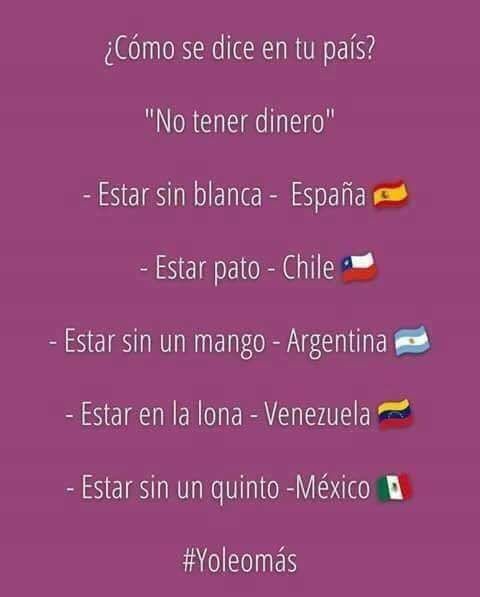 ¿Cómo se dice en tu país?
"No tener dinero"
- Estar sin blanca -  España 🇪🇸
- Estar pato - Chile 🇨🇱
- Estar sin un mango - Argentina 🇦🇷
- Estar en la lona - Venezuela 🇻🇪
- Estar sin un quinto -México 🇲🇽
#Yoleomás